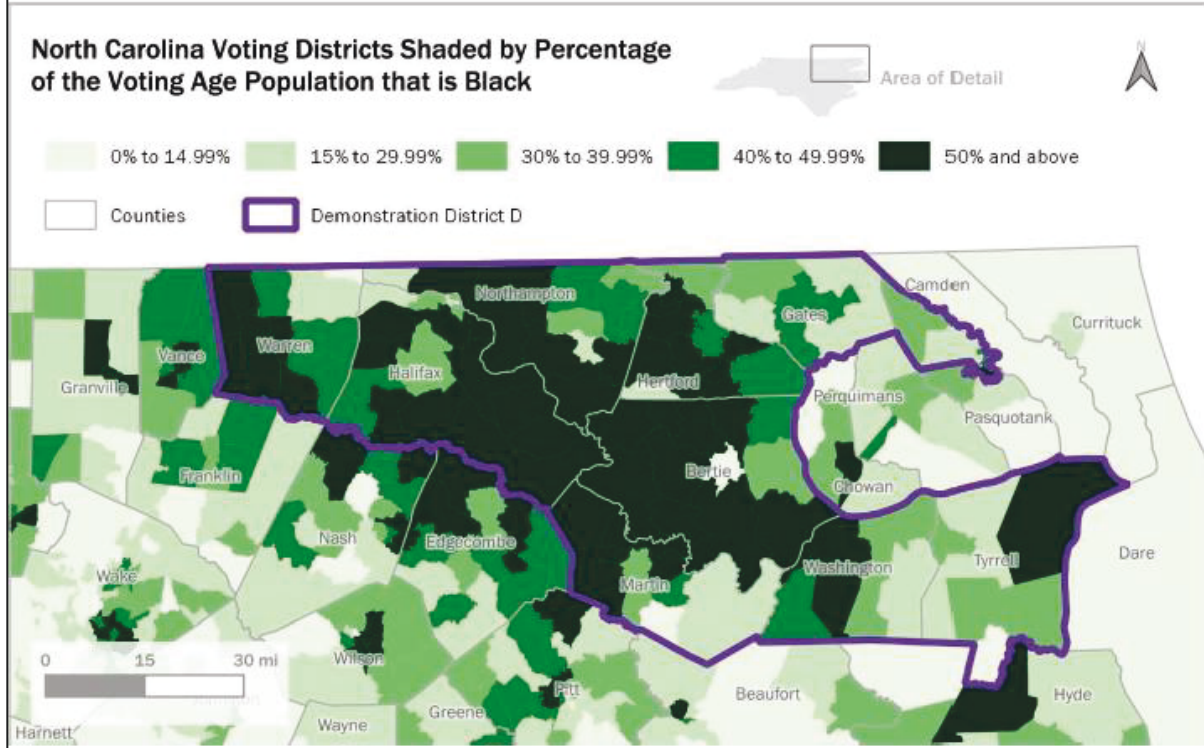 North Carolina Voting Districts Shaded by Percentage
of the Voting Age Population that is Black
Area of Detail
N
0% to 14.99%
15% to 29.99%
30% to 39.99%
40% to 49.99%
50% and above
Counties
Demonstration District D
Camden
Currituck
Northampton
Gates
Vance
Warren
Granville
Halifax
Hertford
Perquimans
Pasquotank
Franklin
Bertie
Chowan
Nash
Edgecombe
Dare
Wake
Martin
Washington
Tyrrell
0
15
30 mi
Wilson
Pitt
Beaufort
Hyde
Greene
Wayne
Harnett